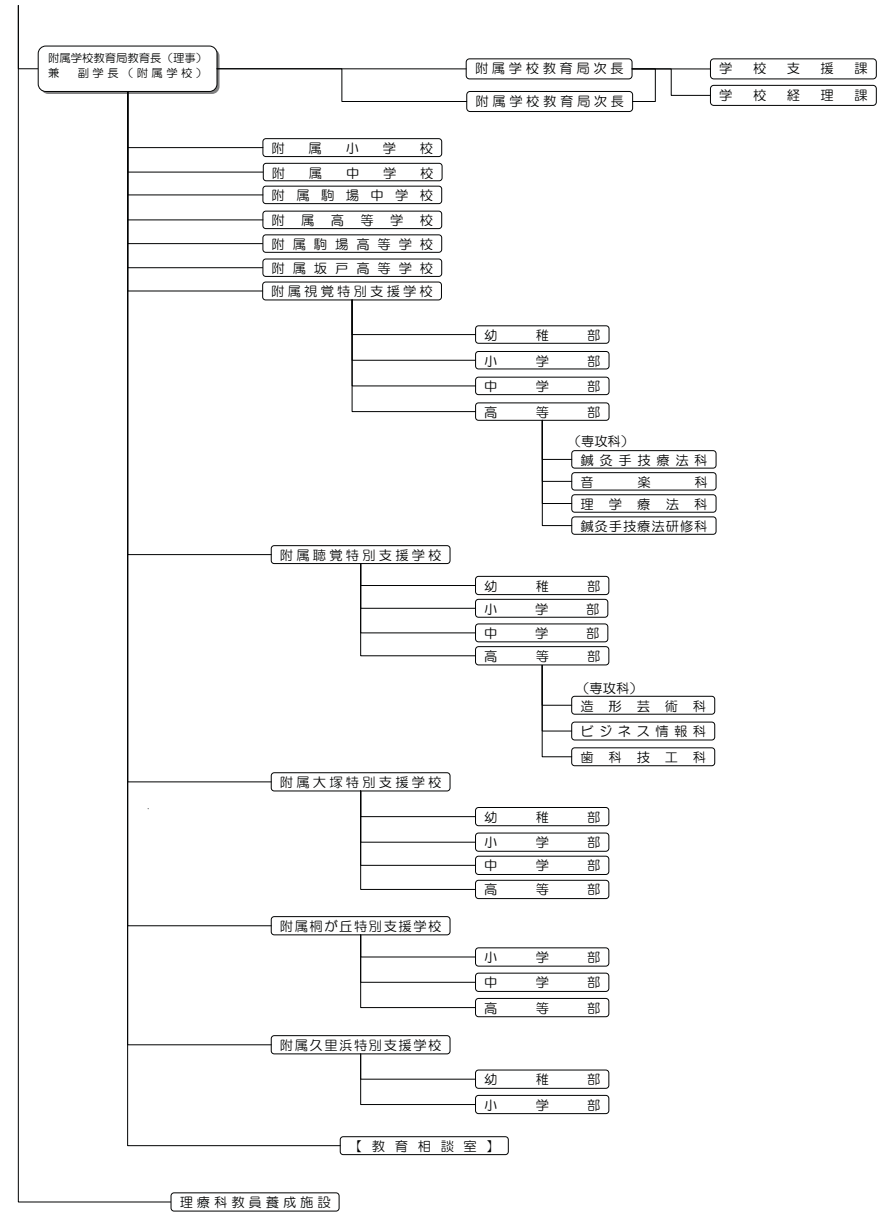 附属学校教育局教育長（理事）
兼　副学長（附属学校）
附属学校教育局次長
学校支援課
附属学校教育局次長
学校経理課
附属小学校
附属中学校
附属駒場中学校
附属高等学校
附属駒場高等学校
附属坂戸高等学校
附属視覚特別支援学校
幼稚部
小学部
中学部
高等部
（専攻科）
鍼灸手技療法科
音楽科
理学療法科
鍼灸手技療法研修科
附属聴覚特別支援学校
幼稚部
小学部
中学部
高等部
（専攻科）
造形芸術科
ビジネス情報科
歯科技工科
附属大塚特別支援学校
幼稚部
小学部
中学部
高等部
附属桐が丘特別支援学校
小学部
中学部
高等部
附属久里浜特別支援学校
幼稚部
小学部
【教育相談室】
理療科教員養成施設